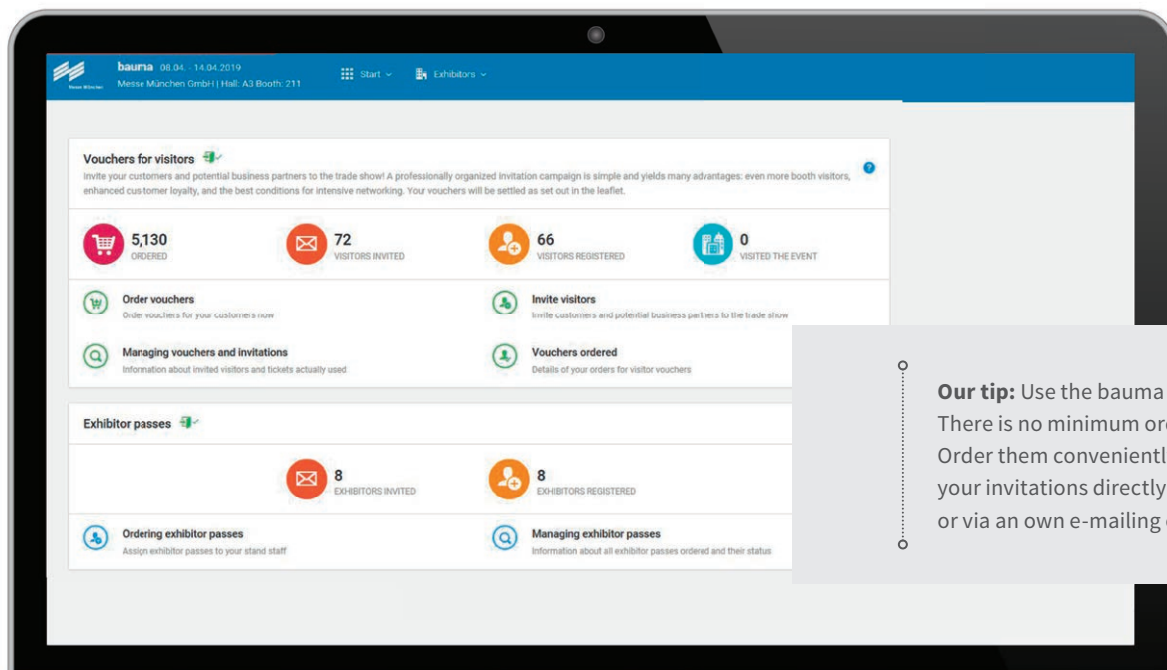 bauma 08.04. - 14.04.2019
Messe München GmbH | Hall: A3 Booth: 211
Messe München
Start
Exhibitors
Vouchers for visitors
Invite your customers and potential business partners to the trade show! A professionally organized invitation campaign is simple and yields many advantages: even more booth visitors,
enhanced customer loyalty, and the best conditions for intensive networking. Your vouchers will be settled as set out in the leaflet.
?
5,130
ORDERED
72
VISITORS INVITED
66
VISITORS REGISTERED
0
VISITED THE EVENT
Order vouchers
Order vouchers for your customers now
Invite visitors
Invite customers and potential business partners to the trade show
Managing vouchers and invitations
Information about invited visitors and tickets actually used
Vouchers ordered
Details of your orders for visitor vouchers
Exhibitor passes
8
EXHIBITORS INVITED
8
EXHIBITORS REGISTERED
Ordering exhibitor passes
Assign exhibitor passes to your stand staff
Managing exhibitor passes
Information about all exhibitor passes ordered and their status
Our tip: Use the bauma
There is no minimum
Order them
your invitations directly
or via an own e-mailing